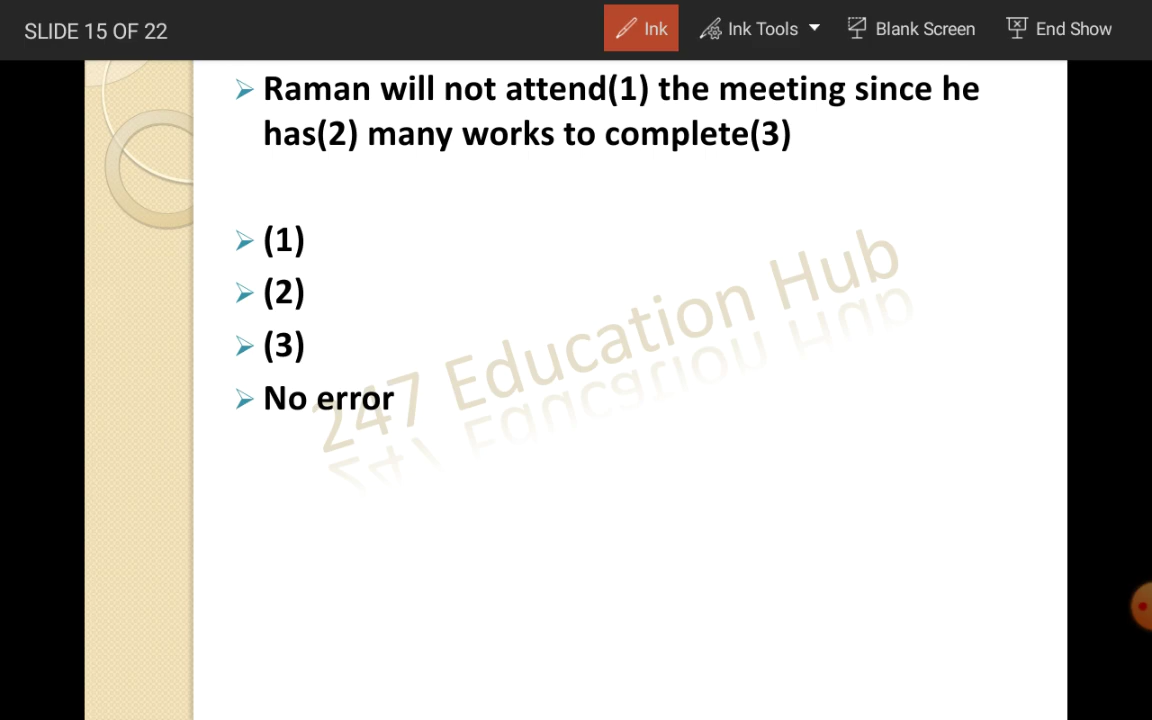 SLIDE 15 OF 22
Ink
Ink Tools
Blank Screen
End Show
Raman will not attend(1) the meeting since he
has(2) many works to complete(3)
(1)
(2)
(3)
No error
247 Education Hub